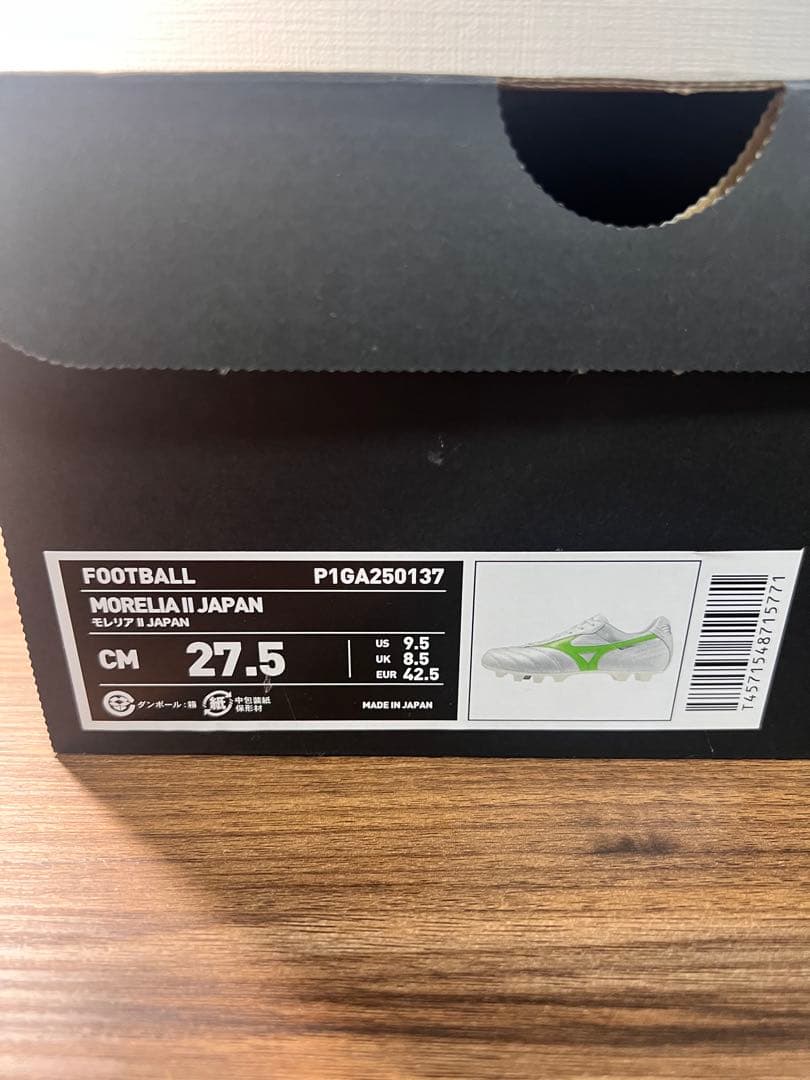 FOOTBALL P1GA250137
MORELIA II JAPAN
モレリア II JAPAN
CM 27.5
US 9.5
UK 8.5
EUR 42.5
ダンボール:箱
紙 中包装紙
保形材
MADE IN JAPAN
T4571548715771